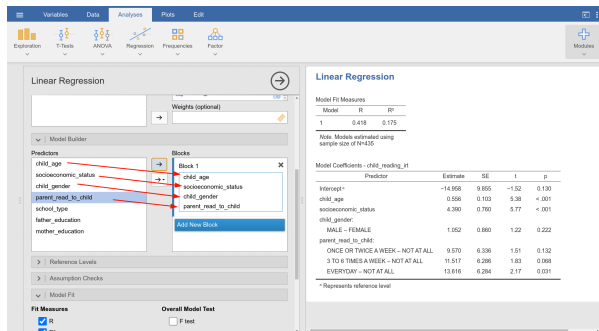 Variables Data Analyses Plots Edit
Exploration T-Tests ANOVA Regression Frequencies Factor Modules
Linear Regression
Weights (optional)
Model Builder
Predictors
child_age
socioeconomic_status
child_gender
parent_read_to_child
school_type
father_education
mother_education
Blocks
Block 1
child_age
socioeconomic_status
child_gender
parent_read_to_child
Add New Block
Reference Levels
Assumption Checks
Model Fit
Fit Measures Overall Model Test
R F test
Linear Regression
Model Fit Measures
Model R R²
1 0.418 0.175
Note. Models estimated using
sample size of N=435
Model Coefficients - child_reading_irt
Predictor Estimate SE t p
Intercept ᵃ −14.958 9.855 −1.52 0.130
child_age 0.556 0.103 5.38 < .001
socioeconomic_status 4.390 0.760 5.77 < .001
child_gender:
MALE – FEMALE 1.052 0.860 1.22 0.222
parent_read_to_child:
ONCE OR TWICE A WEEK – NOT AT ALL 9.570 6.336 1.51 0.132
3 TO 6 TIMES A WEEK – NOT AT ALL 11.517 6.286 1.83 0.068
EVERYDAY – NOT AT ALL 13.616 6.284 2.17 0.031
ᵃ Represents reference level